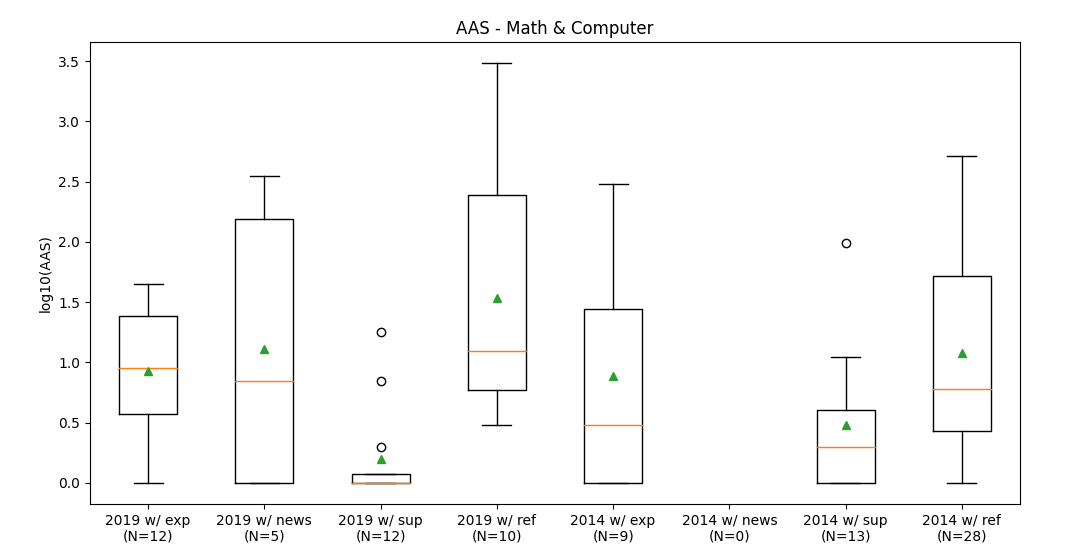 AAS - Math & Computer
log10(AAS)
3.5
3.0
2.5
2.0
1.5
1.0
0.5
0.0
2019 w/ exp
(N=12)
2019 w/ news
(N=5)
2019 w/ sup
(N=12)
2019 w/ ref
(N=10)
2014 w/ exp
(N=9)
2014 w/ news
(N=0)
2014 w/ sup
(N=13)
2014 w/ ref
(N=28)